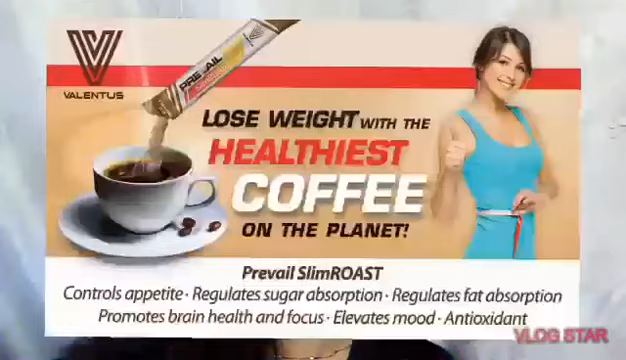 VALENTUS
PREVAIL
LOSE WEIGHT WITH THE
HEALTHIEST
COFFEE
ON THE PLANET!
Prevail SlimROAST
Controls appetite · Regulates sugar absorption · Regulates fat absorption
Promotes brain health and focus · Elevates mood · Antioxidant
VLOG STAR